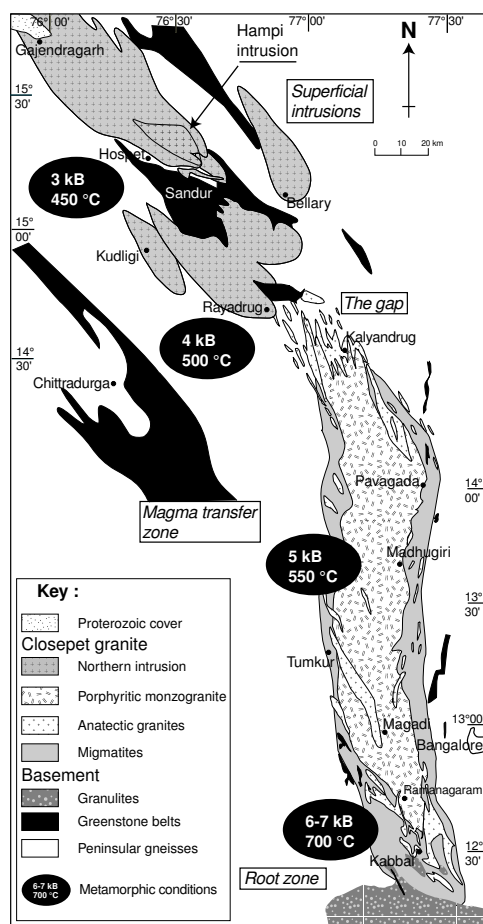 76°00'
76°30'
77°00'
77°30'
Gajendragarh
Hampi
intrusion
N
15°
30'
Superficial
intrusions
0 10 20 km
Hospet
3 kB
450 °C
Sandur
Bellary
15°
00'
Kudligi
Rayadrug
The gap
4 kB
500 °C
Kalyandrug
14°
30'
Chittradurga
Pavagada
14°
00'
Magma transfer
zone
5 kB
550 °C
Madhugiri
13°
30'
Key :
Proterozoic cover
Closepet granite
Northern intrusion
Porphyritic monzogranite
Anatectic granites
Migmatites
Basement
Granulites
Greenstone belts
Peninsular gneisses
6-7 kB
700 °C
Metamorphic conditions
Tumkur
Magadi
13°00
Bangalore
Ramanagaram
6-7 kB
700 °C
Kabbal
12°
30'
Root zone